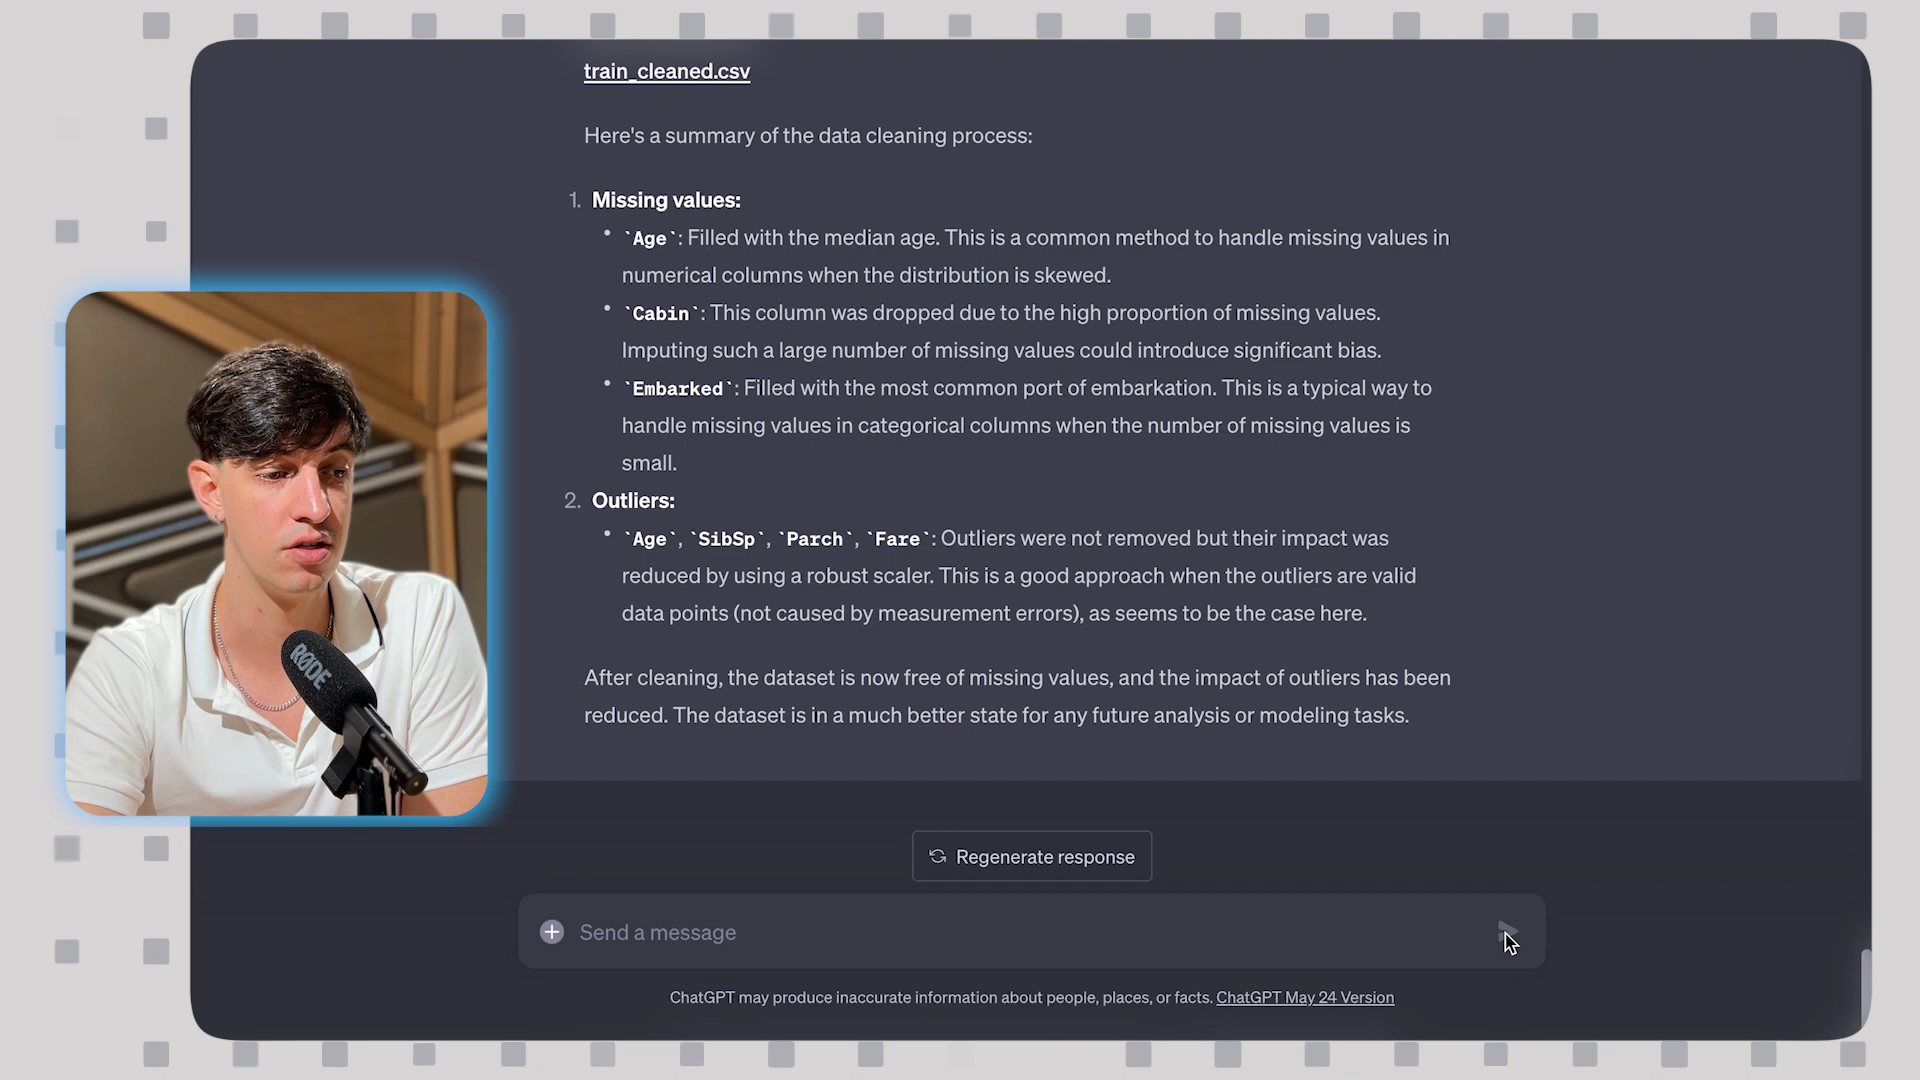 train_cleaned.csv
Here's a summary of the data cleaning process:
1. Missing values:
• `Age`: Filled with the median age. This is a common method to handle missing values in
numerical columns when the distribution is skewed.
• `Cabin`: This column was dropped due to the high proportion of missing values.
Imputing such a large number of missing values could introduce significant bias.
• `Embarked`: Filled with the most common port of embarkation. This is a typical way to
handle missing values in categorical columns when the number of missing values is
small.
2. Outliers:
• `Age`, `SibSp`, `Parch`, `Fare`: Outliers were not removed but their impact was
reduced by using a robust scaler. This is a good approach when the outliers are valid
data points (not caused by measurement errors), as seems to be the case here.
After cleaning, the dataset is now free of missing values, and the impact of outliers has been
reduced. The dataset is in a much better state for any future analysis or modeling tasks.
RØDE
Regenerate response
Send a message
ChatGPT may produce inaccurate information about people, places, or facts. ChatGPT May 24 Version